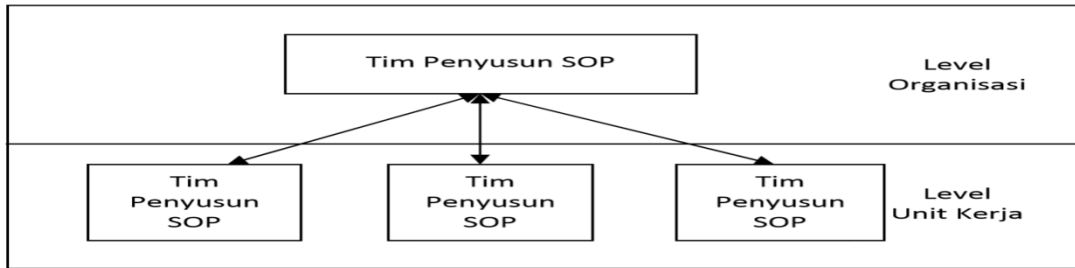 Tim Penyusun SOP
Level
Organisasi
Tim
Penyusun
SOP
Tim
Penyusun
SOP
Tim
Penyusun
SOP
Level
Unit Kerja